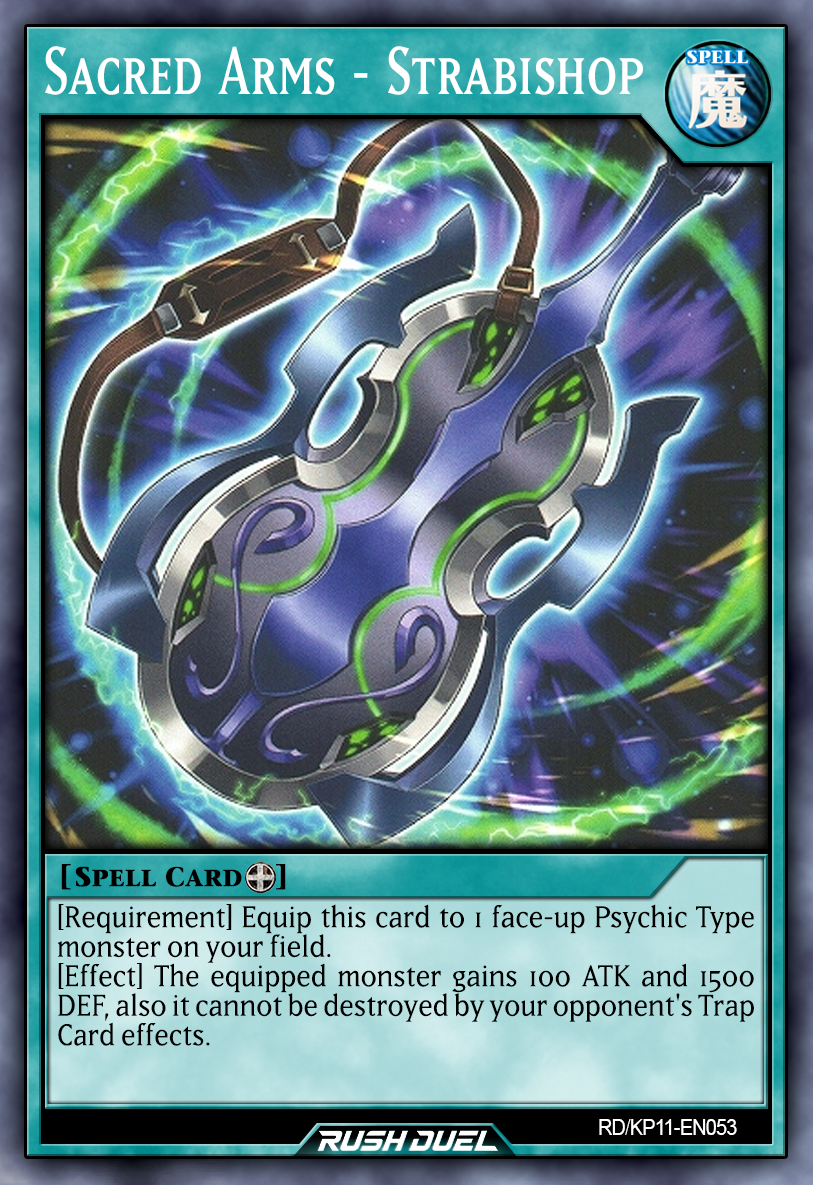 Sacred Arms - Strabishop
SPELL
魔
[Spell Card]
[Requirement] Equip this card to 1 face-up Psychic Type
monster on your field.
[Effect] The equipped monster gains 100 ATK and 1500
DEF, also it cannot be destroyed by your opponent's Trap
Card effects.
RD/KP11-EN053
RUSH DUEL